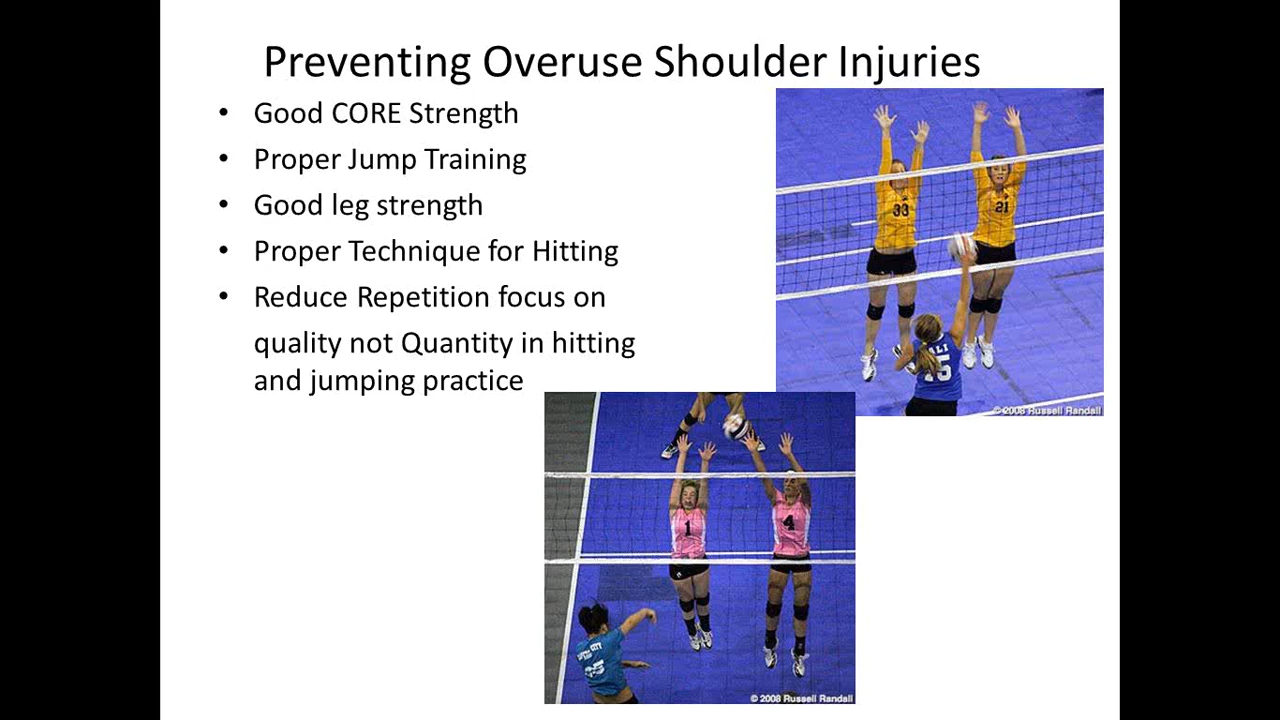 Preventing Overuse Shoulder Injuries
• Good CORE Strength
• Proper Jump Training
• Good leg strength
• Proper Technique for Hitting
• Reduce Repetition focus on
quality not Quantity in hitting
and jumping practice
33
21
15
© 2008 Russell Randall
1
4
© 2008 Russell Randall